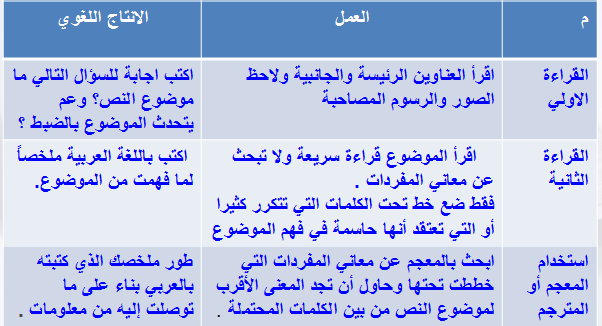 م
العمل
الانتاج اللغوي
القراءة
الاولي
اقرأ العناوين الرئيسة والجانبية ولاحظ
الصور والرسوم المصاحبة
اكتب اجابة للسؤال التالي ما
موضوع النص؟ وعم
يتحدث الموضوع بالضبط ؟
القراءة
الثانية
اقرأ الموضوع قراءة سريعة ولا تبحث
عن معاني المفردات .
فقط ضع خط تحت الكلمات التي تتكرر كثيرا
أو التي تعتقد أنها حاسمة في فهم الموضوع
اكتب باللغة العربية ملخصاً
لما فهمت من الموضوع.
استخدام
المعجم أو
المترجم
ابحث بالمعجم عن معاني المفردات التي
خططت تحتها وحاول أن تجد المعنى الأقرب
لموضوع النص من بين الكلمات المحتملة .
طور ملخصك الذي كتبته
بالعربي بناء على ما
توصلت إليه من معلومات .